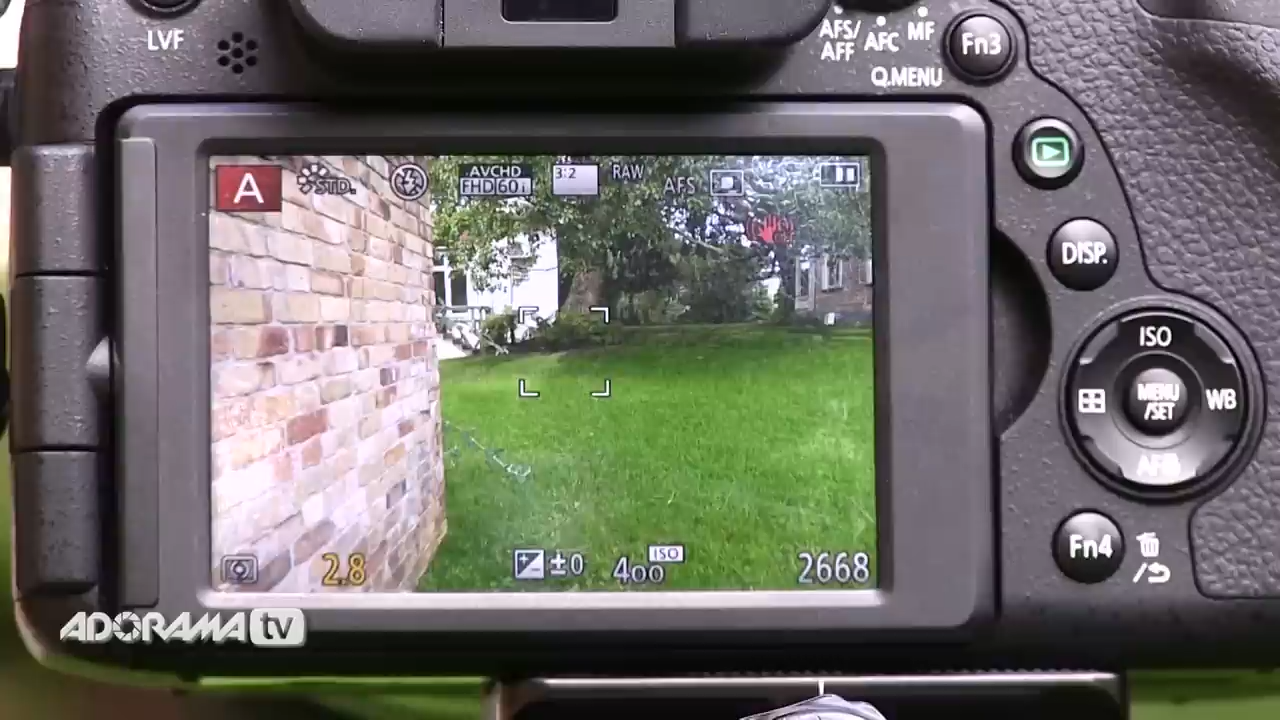 LVF
AFS/
AFF
AFC
MF
Fn3
Q.MENU
A
STD.
AVCHD
FHD 60i
3:2
RAW
AFS
DISP.
ISO
MENU
/SET
WB
2.8
±0
400
ISO
2668
Fn4
ADORAMA tv